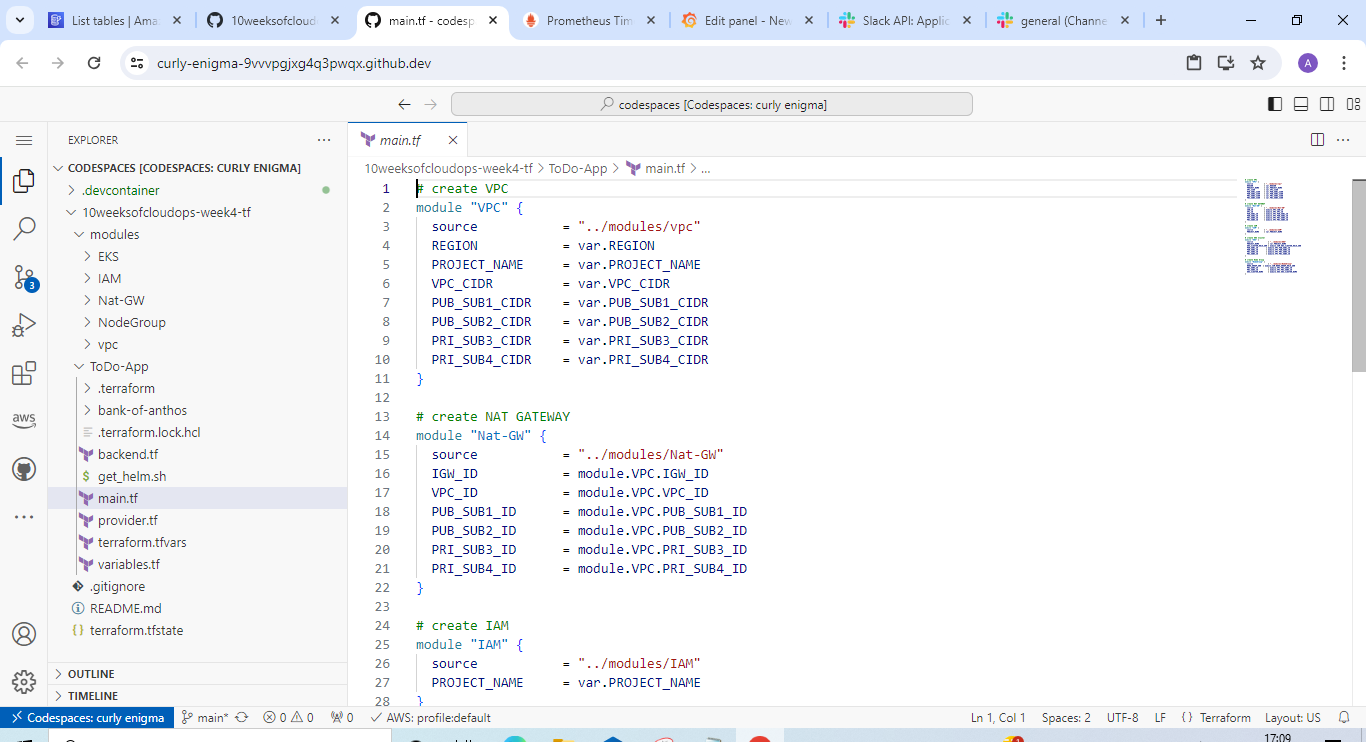 List tables | Ama
10weeksofcloud
main.tf - codesp
Prometheus Tim
Edit panel - New
Slack API: Applic
general (Channe
curly-enigma-9vvvpgjxg4q3pwqx.github.dev
A
codespaces [Codespaces: curly enigma]
EXPLORER
CODESPACES [CODESPACES: CURLY ENIGMA]
.devcontainer
10weeksofcloudops-week4-tf
modules
EKS
IAM
Nat-GW
NodeGroup
vpc
ToDo-App
.terraform
bank-of-anthos
.terraform.lock.hcl
backend.tf
$ get_helm.sh
main.tf
provider.tf
terraform.tfvars
variables.tf
.gitignore
README.md
{} terraform.tfstate
OUTLINE
TIMELINE
3
aws
main.tf
10weeksofcloudops-week4-tf > ToDo-App > main.tf > ...
1 # create VPC
2 module "VPC" {
3 source = "../modules/vpc"
4 REGION = var.REGION
5 PROJECT_NAME = var.PROJECT_NAME
6 VPC_CIDR = var.VPC_CIDR
7 PUB_SUB1_CIDR = var.PUB_SUB1_CIDR
8 PUB_SUB2_CIDR = var.PUB_SUB2_CIDR
9 PRI_SUB3_CIDR = var.PRI_SUB3_CIDR
10 PRI_SUB4_CIDR = var.PRI_SUB4_CIDR
11 }
12
13 # create NAT GATEWAY
14 module "Nat-GW" {
15 source = "../modules/Nat-GW"
16 IGW_ID = module.VPC.IGW_ID
17 VPC_ID = module.VPC.VPC_ID
18 PUB_SUB1_ID = module.VPC.PUB_SUB1_ID
19 PUB_SUB2_ID = module.VPC.PUB_SUB2_ID
20 PRI_SUB3_ID = module.VPC.PRI_SUB3_ID
21 PRI_SUB4_ID = module.VPC.PRI_SUB4_ID
22 }
23
24 # create IAM
25 module "IAM" {
26 source = "../modules/IAM"
27 PROJECT_NAME = var.PROJECT_NAME
28 }
Codespaces: curly enigma
main*
0 0
0
AWS: profile:default
Ln 1, Col 1
Spaces: 2
UTF-8
LF
{} Terraform
Layout: US
17:09